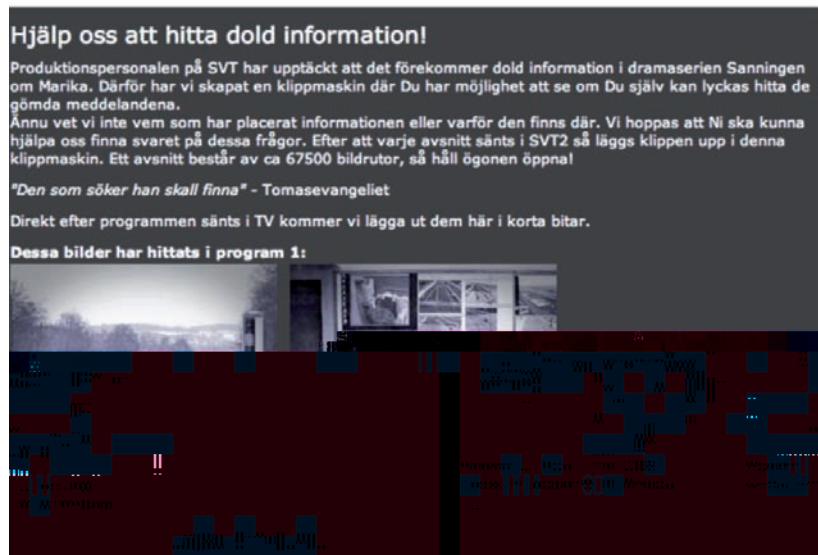 Hjälp oss att hitta dold information!
Produktionspersonalen på SVT har upptäckt att det förekommer dold information i dramaserien Sanningen
om Marika. Därför har vi skapat en klippmaskin där Du har möjlighet att se om Du själv kan lyckas hitta de
gömda meddelandena.
Ännu vet vi inte vem som har placerat informationen eller varför den finns där. Vi hoppas att Ni ska kunna
hjälpa oss finna svaret på dessa frågor. Efter att varje avsnitt sänts i SVT2 så läggs klippen upp i denna
klippmaskin. Ett avsnitt består av ca 67500 bildrutor, så håll ögonen öppna!
"Den som söker han skall finna" - Tomasevangeliet
Direkt efter programmen sänts i TV kommer vi lägga ut dem här i korta bitar.
Dessa bilder har hittats i program 1: